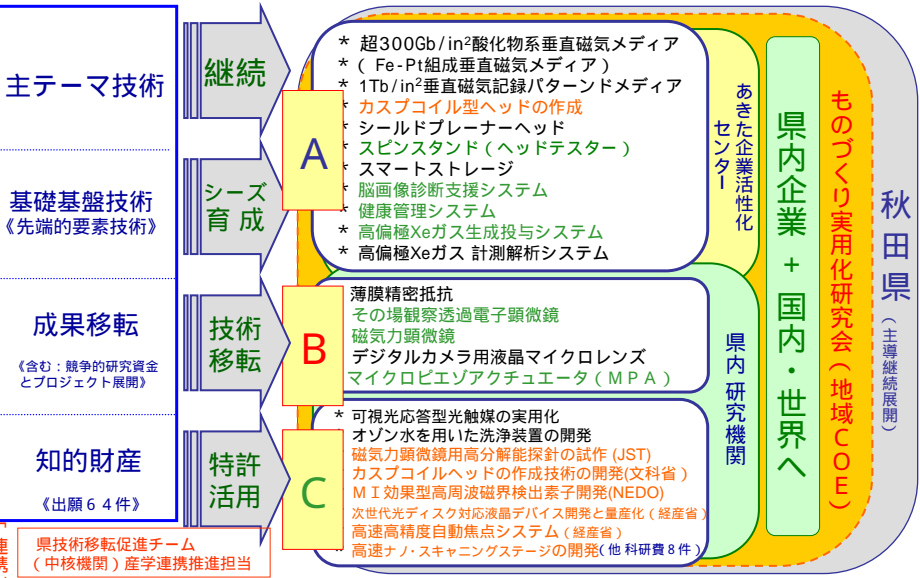 主テーマ技術
基礎基盤技術
《先端的要素技術》
成果移転
《含む：競争的研究資金
とプロジェクト展開》
知的財産
《出願６４件》
継続
シーズ
育 成
技術
移転
特許
活用
A
* 超300Gb/in²酸化物系垂直磁気メディア
* ( Fe-Pt組成垂直磁気メディア )
* 1Tb/in²垂直磁気記録パターンドメディア
* カスプコイル型ヘッドの作成
* シールドプレーナーヘッド
* スピンスタンド ( ヘッドテスター )
* スマートストレージ
* 脳画像診断支援システム
* 健康管理システム
* 高偏極Xeガス生成投与システム
* 高偏極Xeガス 計測解析システム
B
薄膜精密抵抗
その場観察透過電子顕微鏡
磁気力顕微鏡
デジタルカメラ用液晶マイクロレンズ
マイクロピエゾアクチュエータ ( ＭＰＡ )
C
* 可視光応答型光触媒の実用化
* オゾン水を用いた洗浄装置の開発
* 磁気力顕微鏡用高分解能探針の試作 (JST)
* カスプコイルヘッドの作成技術の開発(文科省 )
* ＭＩ効果型高周波磁界検出素子開発(NEDO)
* 次世代光ディスク対応液晶デバイス開発と量産化 ( 経産省 )
* 高速高精度自動焦点システム ( 経産省 )
* 高速ナノ・スキャニングステージの開発(他 科研費８件 )
あきた企業活性化
センター
県内 研究機関
県内企業 + 国内・世界へ
ものづくり実用化研究会 ( 地域ＣＯＥ )
秋田県
( 主導継続展開 )
連携
県技術移転促進チーム
( 中核機関 ) 産学連携推進担当